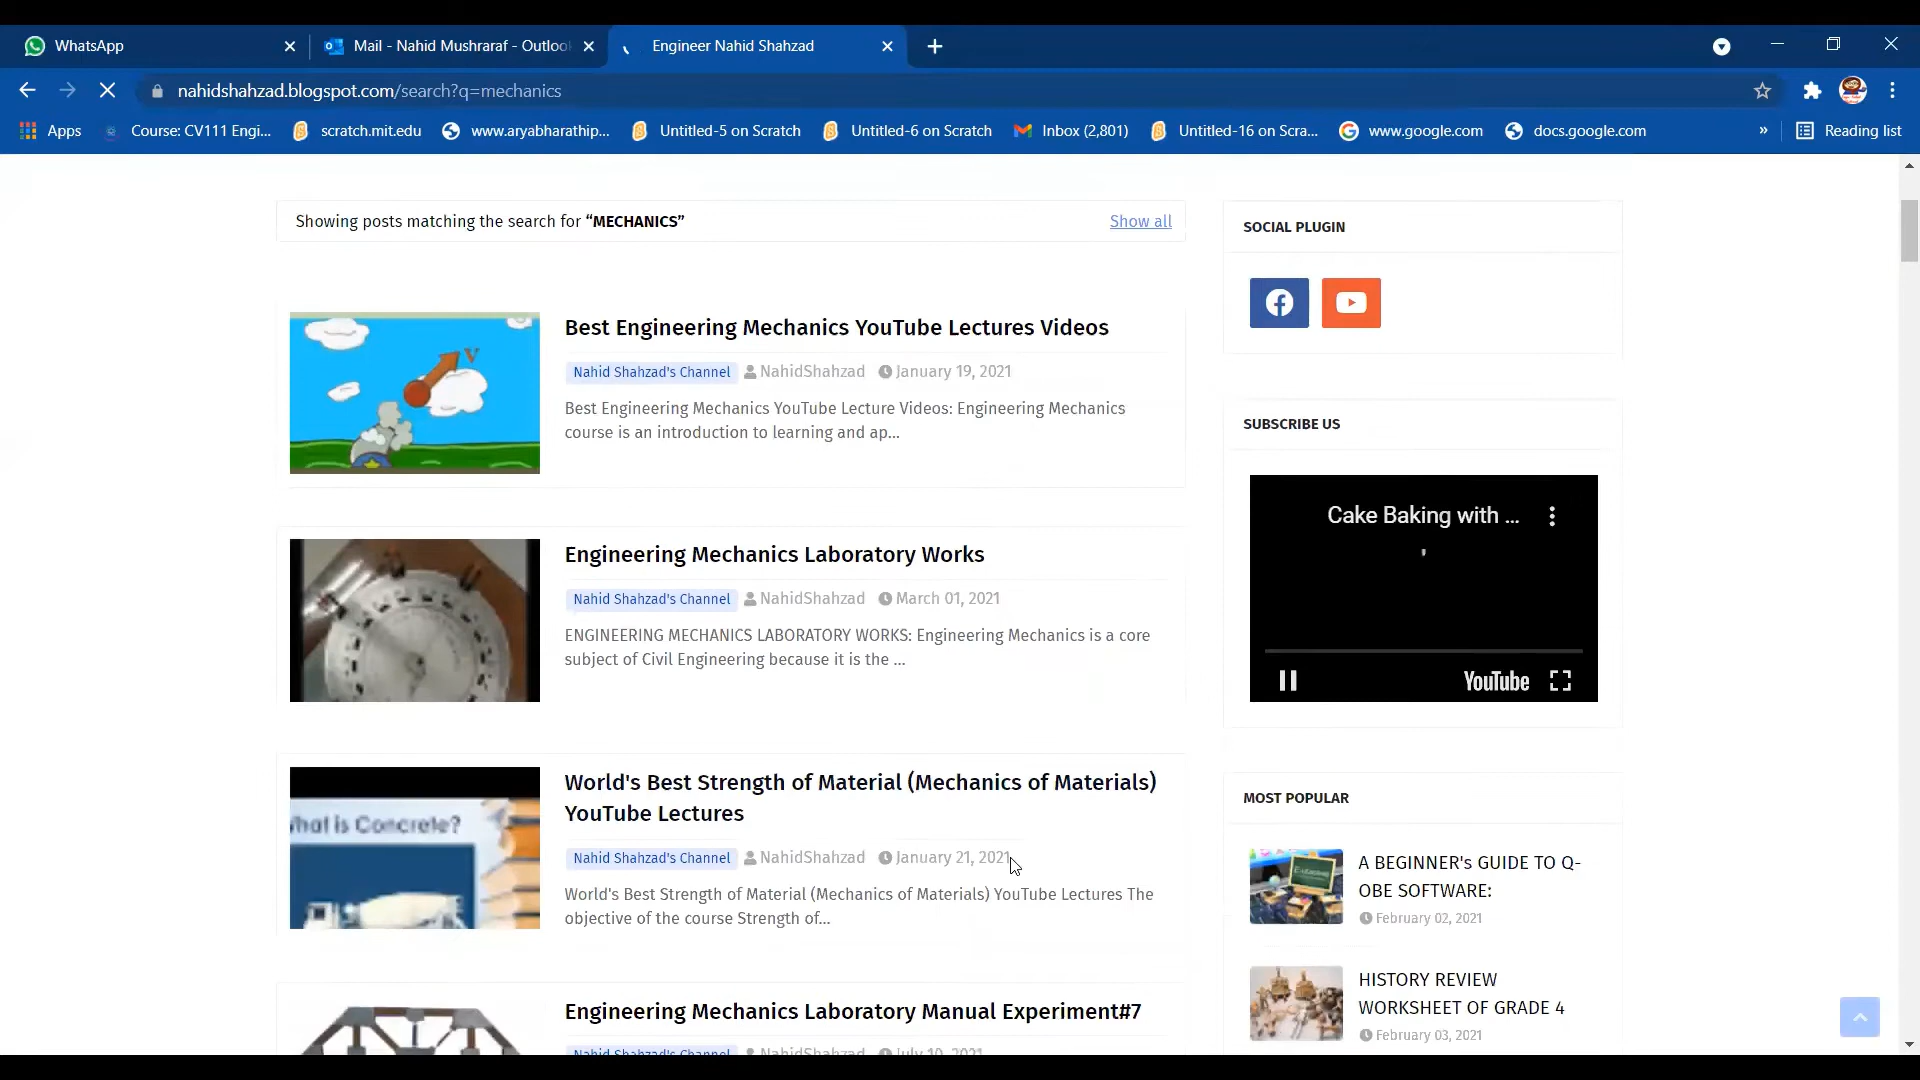 WhatsApp
Mail - Nahid Mushraraf - Outloo
Engineer Nahid Shahzad
nahidshahzad.blogspot.com/search?q=mechanics
Apps
Course: CV111 Engi...
scratch.mit.edu
www.aryabharathip...
Untitled-5 on Scratch
Untitled-6 on Scratch
Inbox (2,801)
Untitled-16 on Scra...
www.google.com
docs.google.com
»
Reading list
Showing posts matching the search for “MECHANICS”
Show all
Best Engineering Mechanics YouTube Lectures Videos
Nahid Shahzad's Channel NahidShahzad January 19, 2021
Best Engineering Mechanics YouTube Lecture Videos: Engineering Mechanics
course is an introduction to learning and ap...
V
Engineering Mechanics Laboratory Works
Nahid Shahzad's Channel NahidShahzad March 01, 2021
ENGINEERING MECHANICS LABORATORY WORKS: Engineering Mechanics is a core
subject of Civil Engineering because it is the ...
World's Best Strength of Material (Mechanics of Materials)
YouTube Lectures
Nahid Shahzad's Channel NahidShahzad January 21, 2021
World's Best Strength of Material (Mechanics of Materials) YouTube Lectures The
objective of the course Strength of...
What is Concrete?
Engineering Mechanics Laboratory Manual Experiment#7
Nahid Shahzad's Channel NahidShahzad July 10, 2021
SOCIAL PLUGIN
SUBSCRIBE US
Cake Baking with ...
YouTube
MOST POPULAR
A BEGINNER's GUIDE TO Q-
OBE SOFTWARE:
February 02, 2021
HISTORY REVIEW
WORKSHEET OF GRADE 4
February 03, 2021